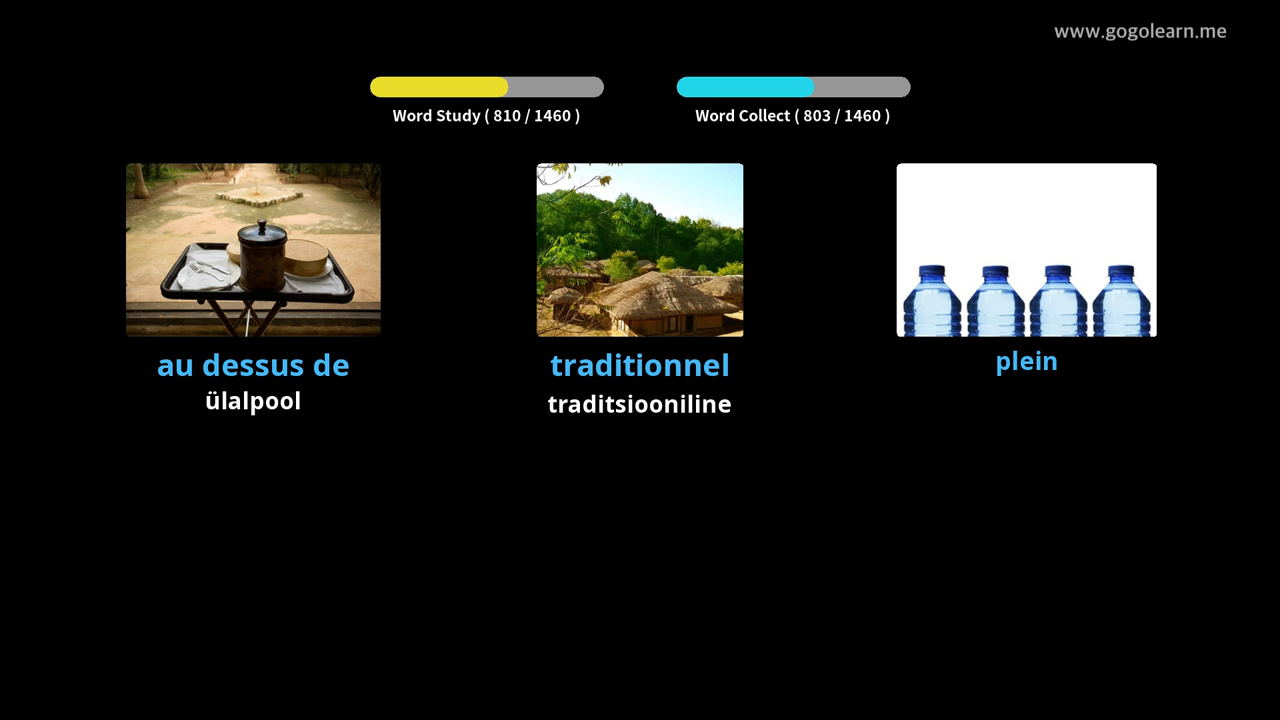 www.gogolearn.me
Word Study ( 810 / 1460 )
Word Collect ( 803 / 1460 )
au dessus de
ülalpool
traditionnel
traditsiooniline
plein